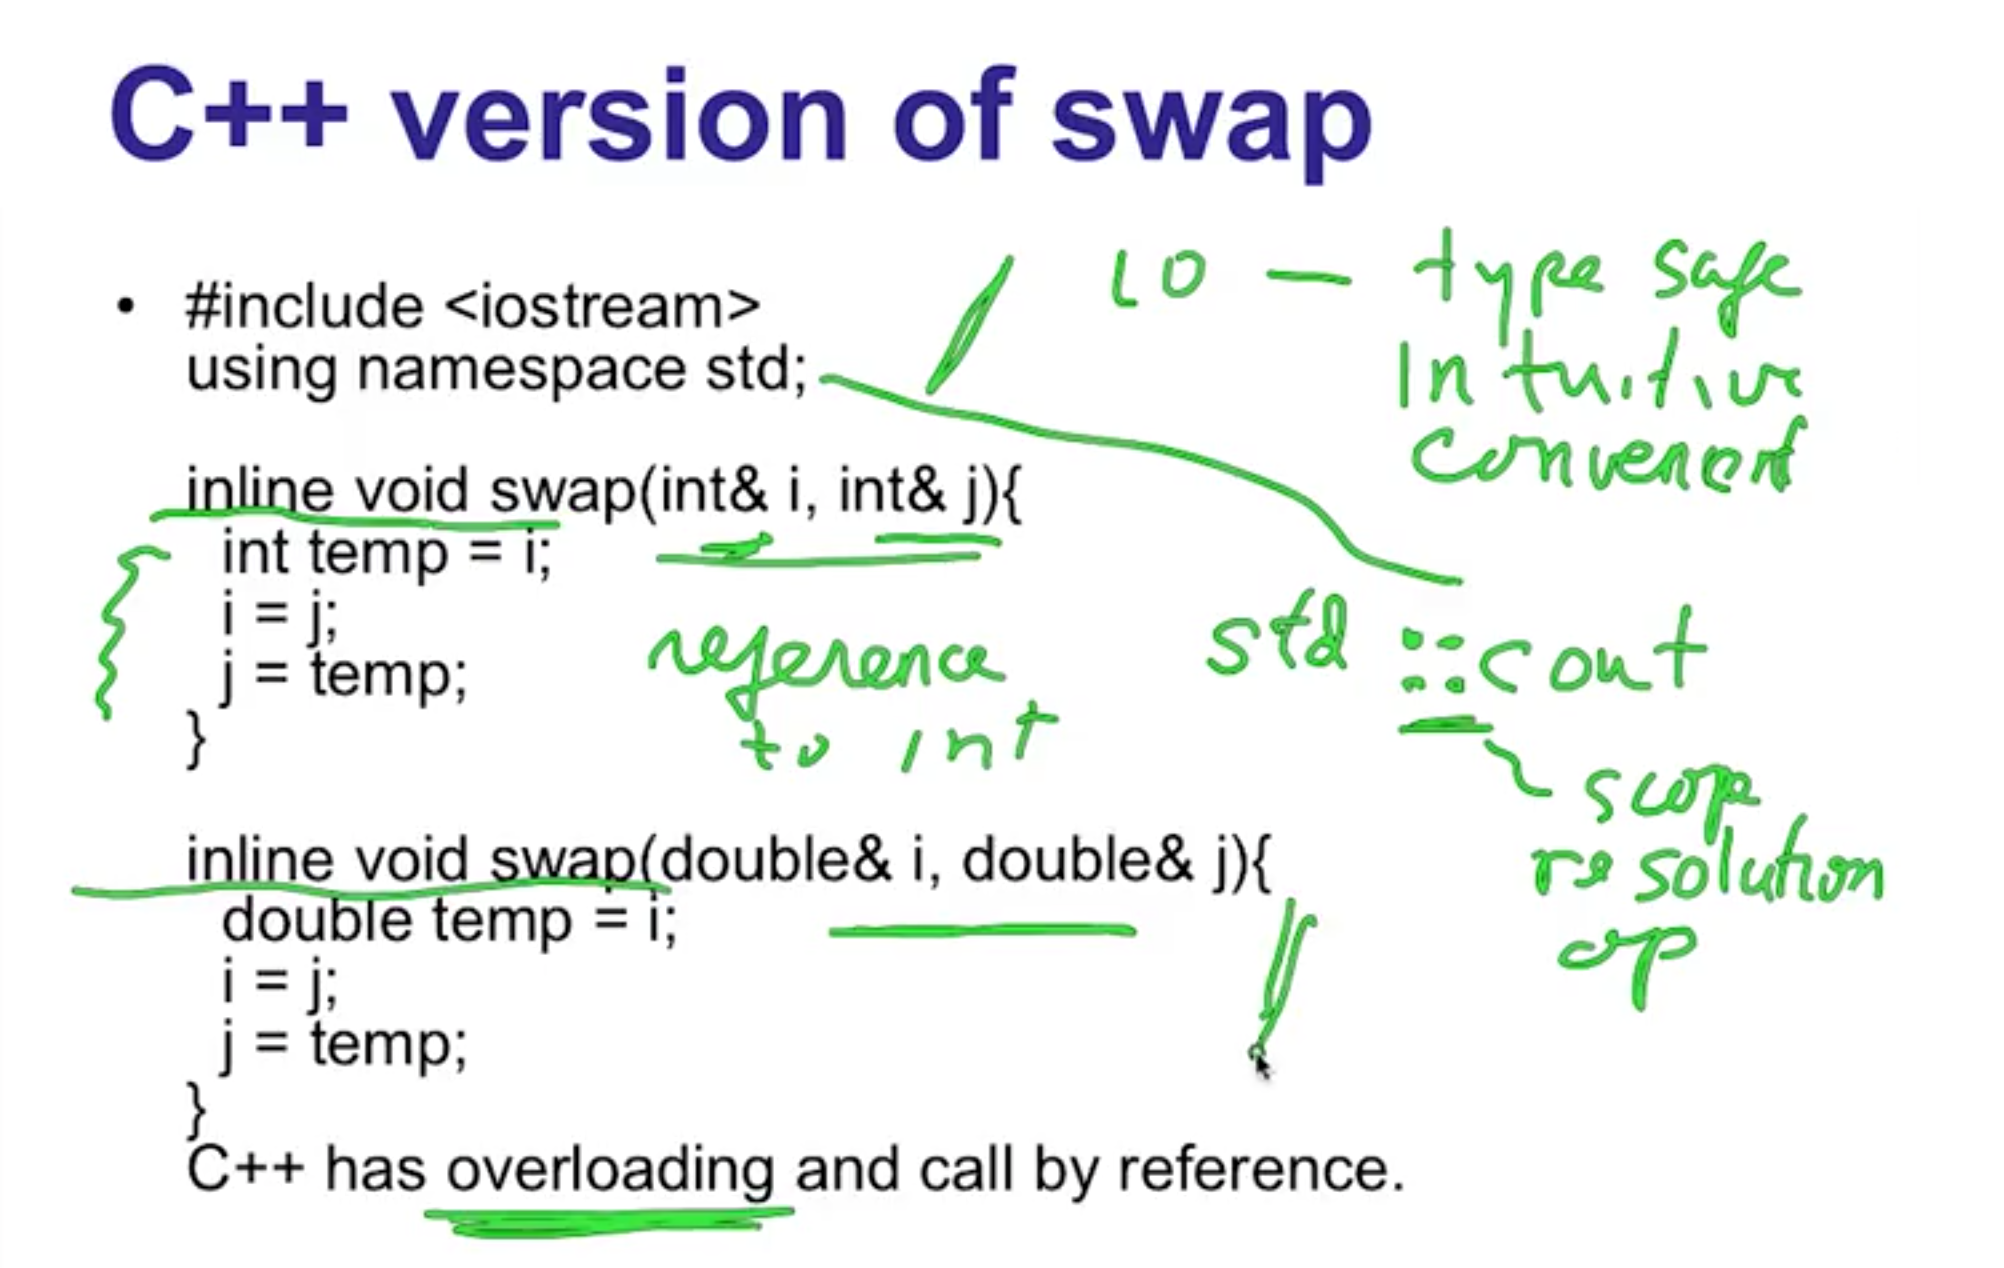 C++ version of swap
• #include <iostream>
using namespace std;
IO — type safe
Intuitive
convenent
inline void swap(int& i, int& j){
int temp = i;
i = j;
j = temp;
}
reference
to int
std ::cout
scope
resolution
op
inline void swap(double& i, double& j){
double temp = i;
i = j;
j = temp;
}
C++ has overloading and call by reference.